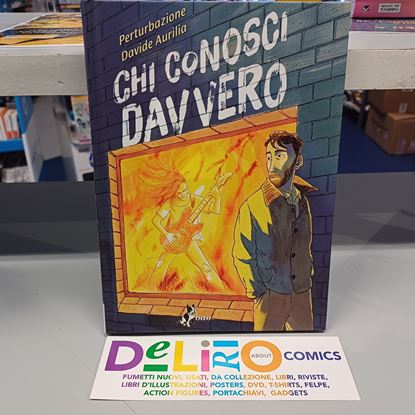 Perturbazione
Davide Aurilia
CHI CONOSCI
DAVVERO
bao
DeLiRiO ABOUT COMICS
FUMETTI NUOVI, USATI, DA COLLEZIONE, LIBRI, RIVISTE,
LIBRI D'ILLUSTRAZIONI, POSTERS, DVD, T-SHIRTS, FELPE,
ACTION FIGURES, PORTACHIAVI, GADGETS